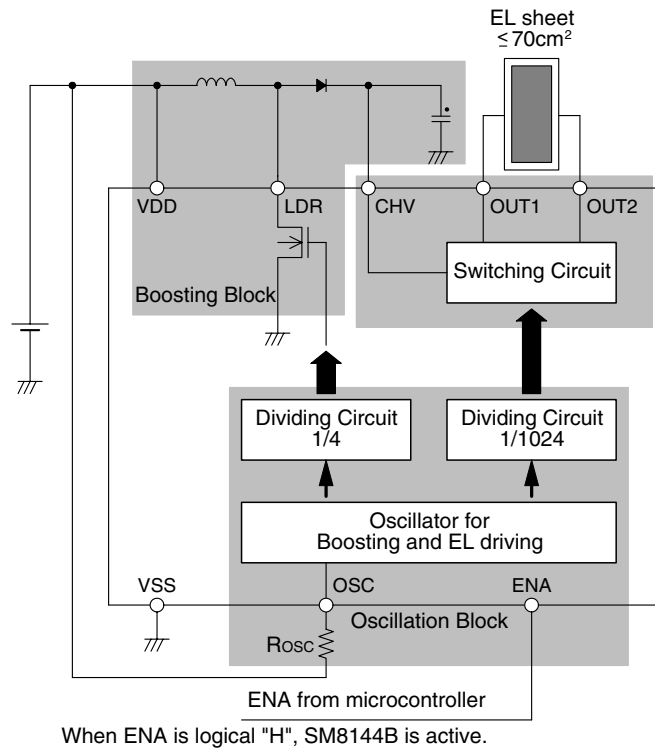 EL sheet
≤ 70cm²
VDD
LDR
CHV
OUT1
OUT2
Boosting Block
Switching Circuit
Dividing Circuit
1/4
Dividing Circuit
1/1024
Oscillator for
Boosting and EL driving
VSS
OSC
ENA
Oscillation Block
ROSC
ENA from microcontroller
When ENA is logical "H", SM8144B is active.